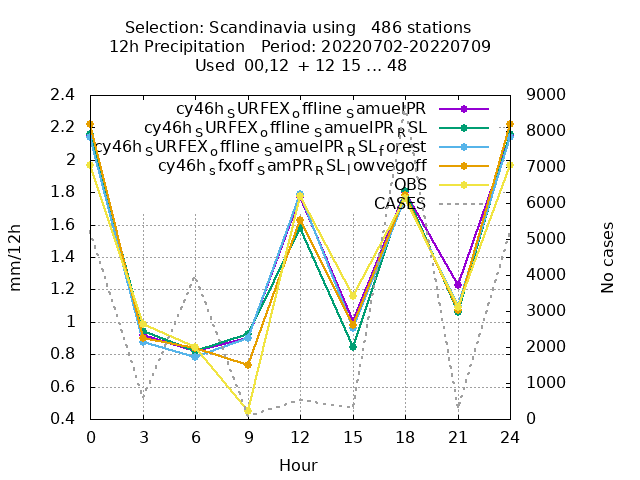 Selection: Scandinavia using   486 stations
12h Precipitation   Period: 20220702-20220709
Used  00,12  + 12 15 ... 48
cy46h_SURFEX_offline_SamuelPR
cy46h_SURFEX_offline_SamuelPR_RSL
cy46h_SURFEX_offline_SamuelPR_RSL_forest
cy46h_sfxoff_SamPR_RSL_lowvegoff
OBS
CASES
mm/12h
2.4
2.2
2
1.8
1.6
1.4
1.2
1
0.8
0.6
0.4
No cases
9000
8000
7000
6000
5000
4000
3000
2000
1000
0
0 3 6 9 12 15 18 21 24
Hour